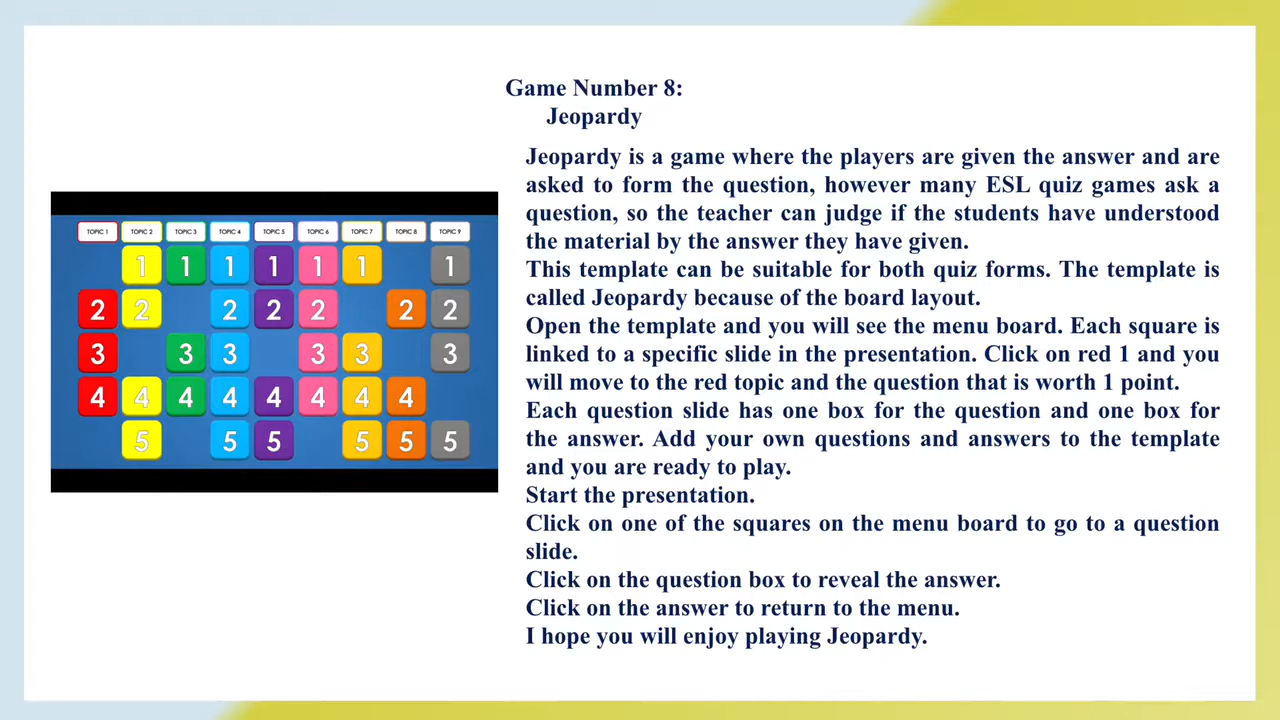 Game Number 8:
Jeopardy
Jeopardy is a game where the players are given the answer and are
asked to form the question, however many ESL quiz games ask a
question, so the teacher can judge if the students have understood
the material by the answer they have given.
This template can be suitable for both quiz forms. The template is
called Jeopardy because of the board layout.
Open the template and you will see the menu board. Each square is
linked to a specific slide in the presentation. Click on red 1 and you
will move to the red topic and the question that is worth 1 point.
Each question slide has one box for the question and one box for
the answer. Add your own questions and answers to the template
and you are ready to play.
Start the presentation.
Click on one of the squares on the menu board to go to a question
slide.
Click on the question box to reveal the answer.
Click on the answer to return to the menu.
I hope you will enjoy playing Jeopardy.
TOPIC 1 TOPIC 2 TOPIC 3 TOPIC 4 TOPIC 5 TOPIC 6 TOPIC 7 TOPIC 8 TOPIC 9
1 1 1 1 1 1 1
2 2 2 2 2 2 2
3 3 3 3 3 3
4 4 4 4 4 4 4 4
5 5 5 5 5 5